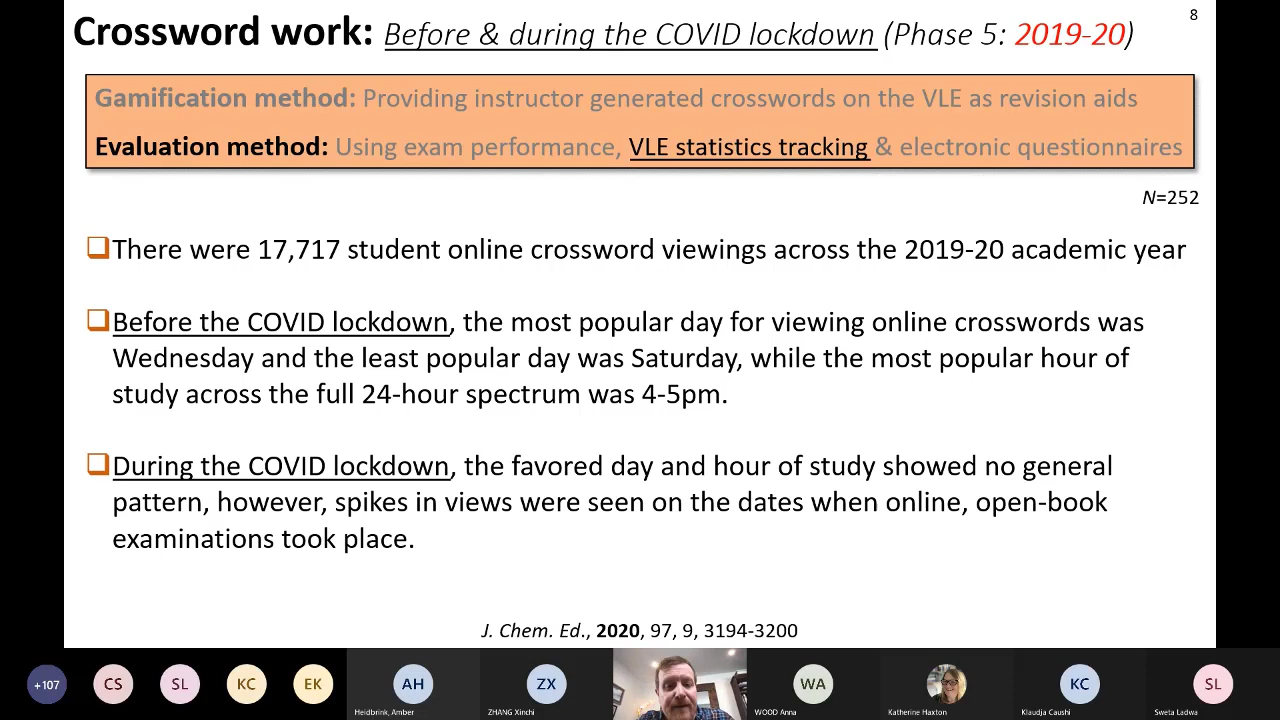 8
Crossword work: Before & during the COVID lockdown (Phase 5: 2019-20)
Gamification method: Providing instructor generated crosswords on the VLE as revision aids
Evaluation method: Using exam performance, VLE statistics tracking & electronic questionnaires
N=252
There were 17,717 student online crossword viewings across the 2019-20 academic year
Before the COVID lockdown, the most popular day for viewing online crosswords was
Wednesday and the least popular day was Saturday, while the most popular hour of
study across the full 24-hour spectrum was 4-5pm.
During the COVID lockdown, the favored day and hour of study showed no general
pattern, however, spikes in views were seen on the dates when online, open-book
examinations took place.
J. Chem. Ed., 2020, 97, 9, 3194-3200
+107 CS SL KC EK AH ZX WA KC SL
Heidbrink, Amber ZHANG Xinchi WOOD Anna Katherine Haxton Klaudja Caushi Sweta Ladwa